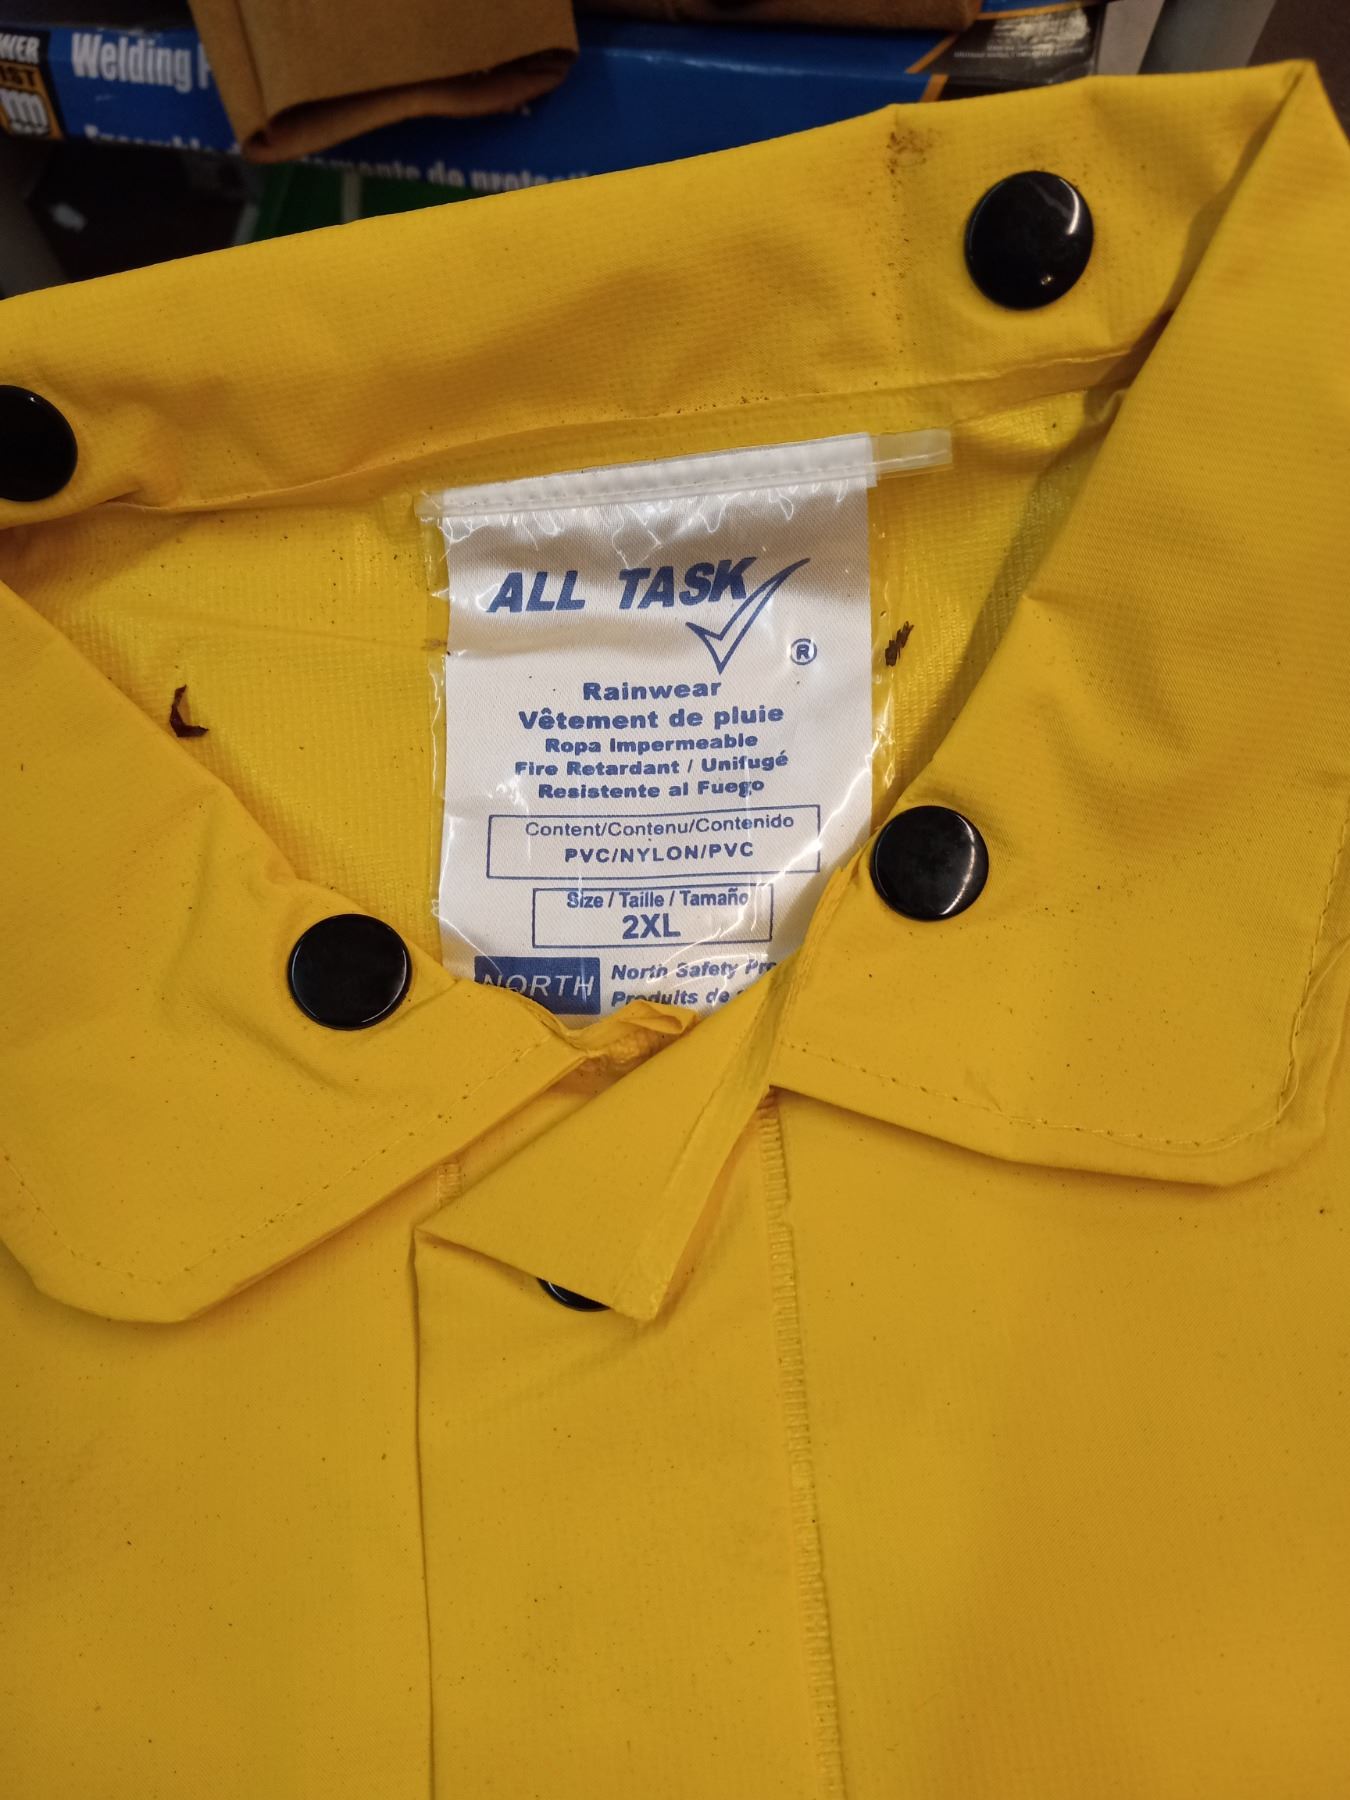 Welding
ALL TASK
®
Rainwear
Vêtement de pluie
Ropa Impermeable
Fire Retardant / Unifugé
Resistente al Fuego
Content/Contenu/Contenido
PVC/NYLON/PVC
Size / Taille / Tamaño
2XL
NORTH
North Safety
Produits de